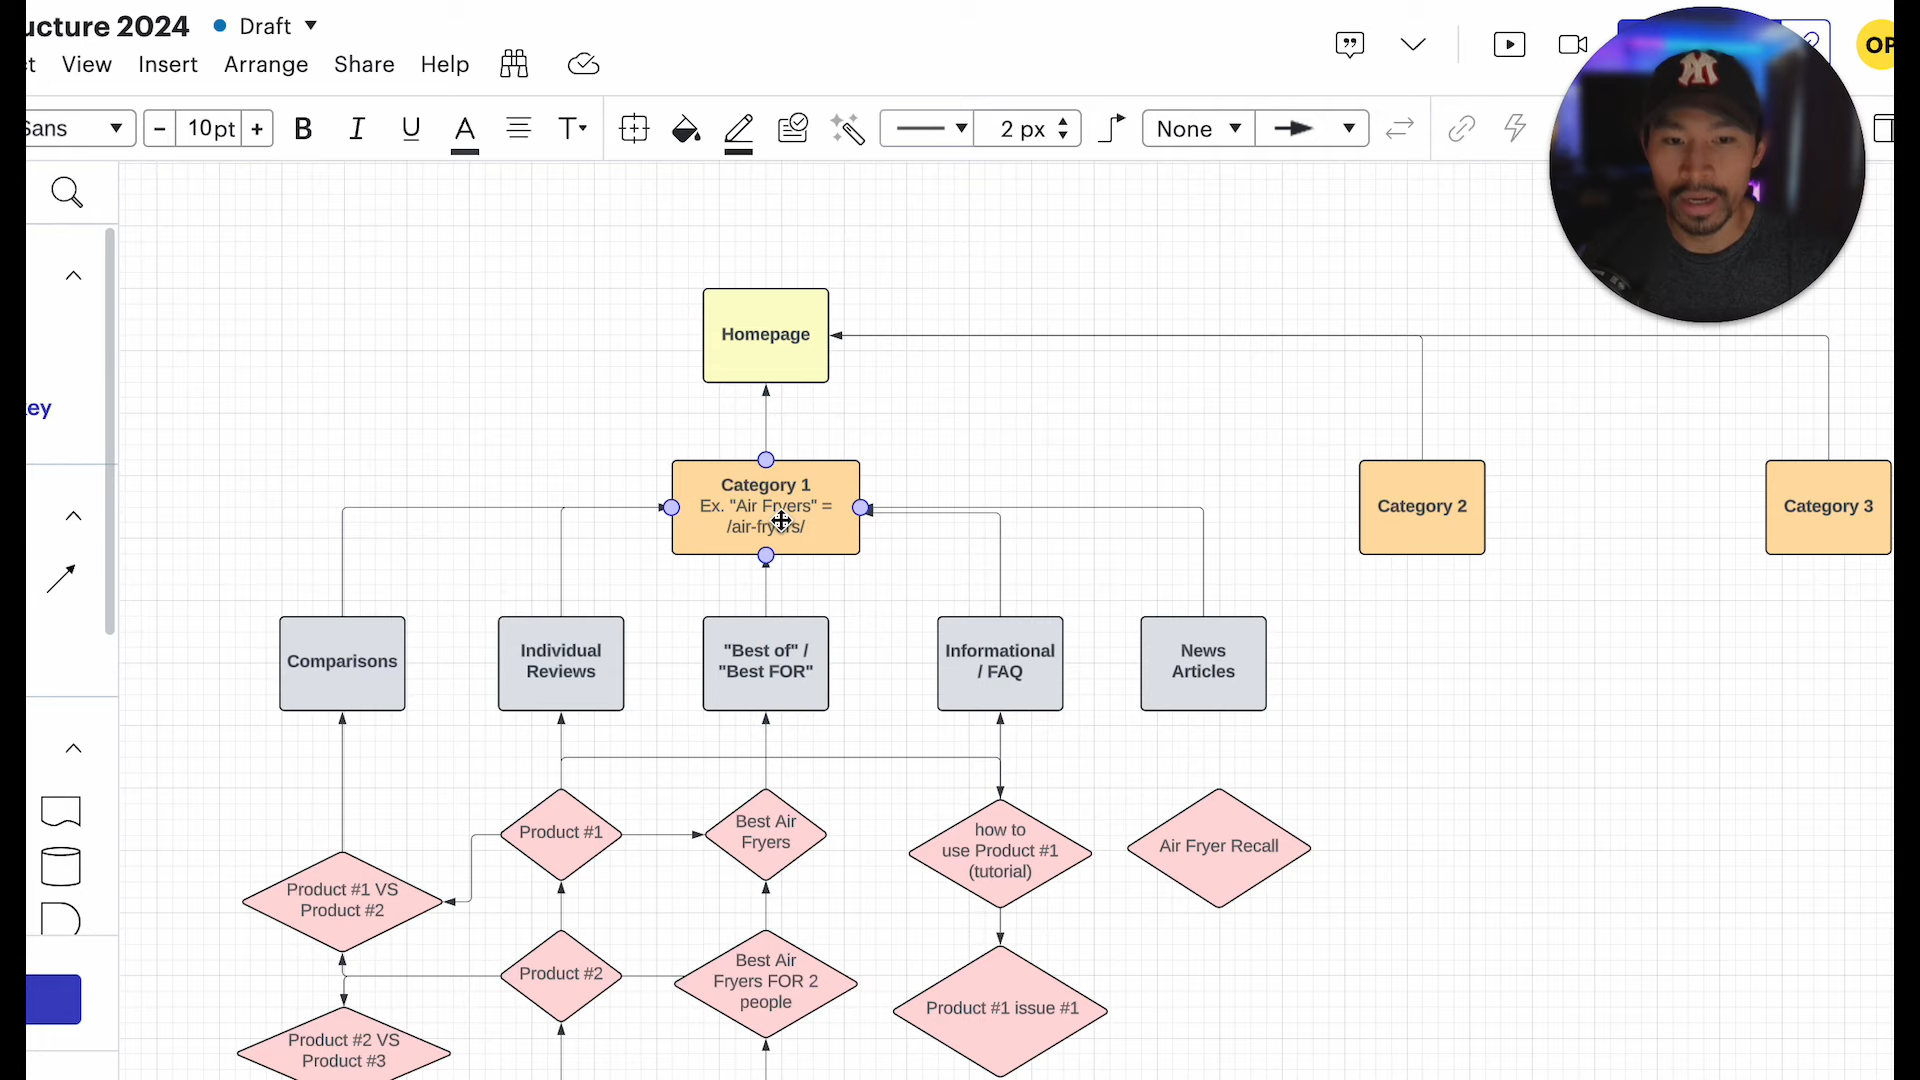 ucture 2024
Draft
t
View
Insert
Arrange
Share
Help
OP
Sans
10pt
B
I
U
A
T
2 px
None
ey
Homepage
Category 1
Ex. "Air Fryers" =
/air-fryers/
Category 2
Category 3
Comparisons
Individual
Reviews
"Best of" /
"Best FOR"
Informational
/ FAQ
News
Articles
Product #1
Best Air
Fryers
how to
use Product #1
(tutorial)
Air Fryer Recall
Product #1 VS
Product #2
Product #2
Best Air
Fryers FOR 2
people
Product #1 issue #1
Product #2 VS
Product #3